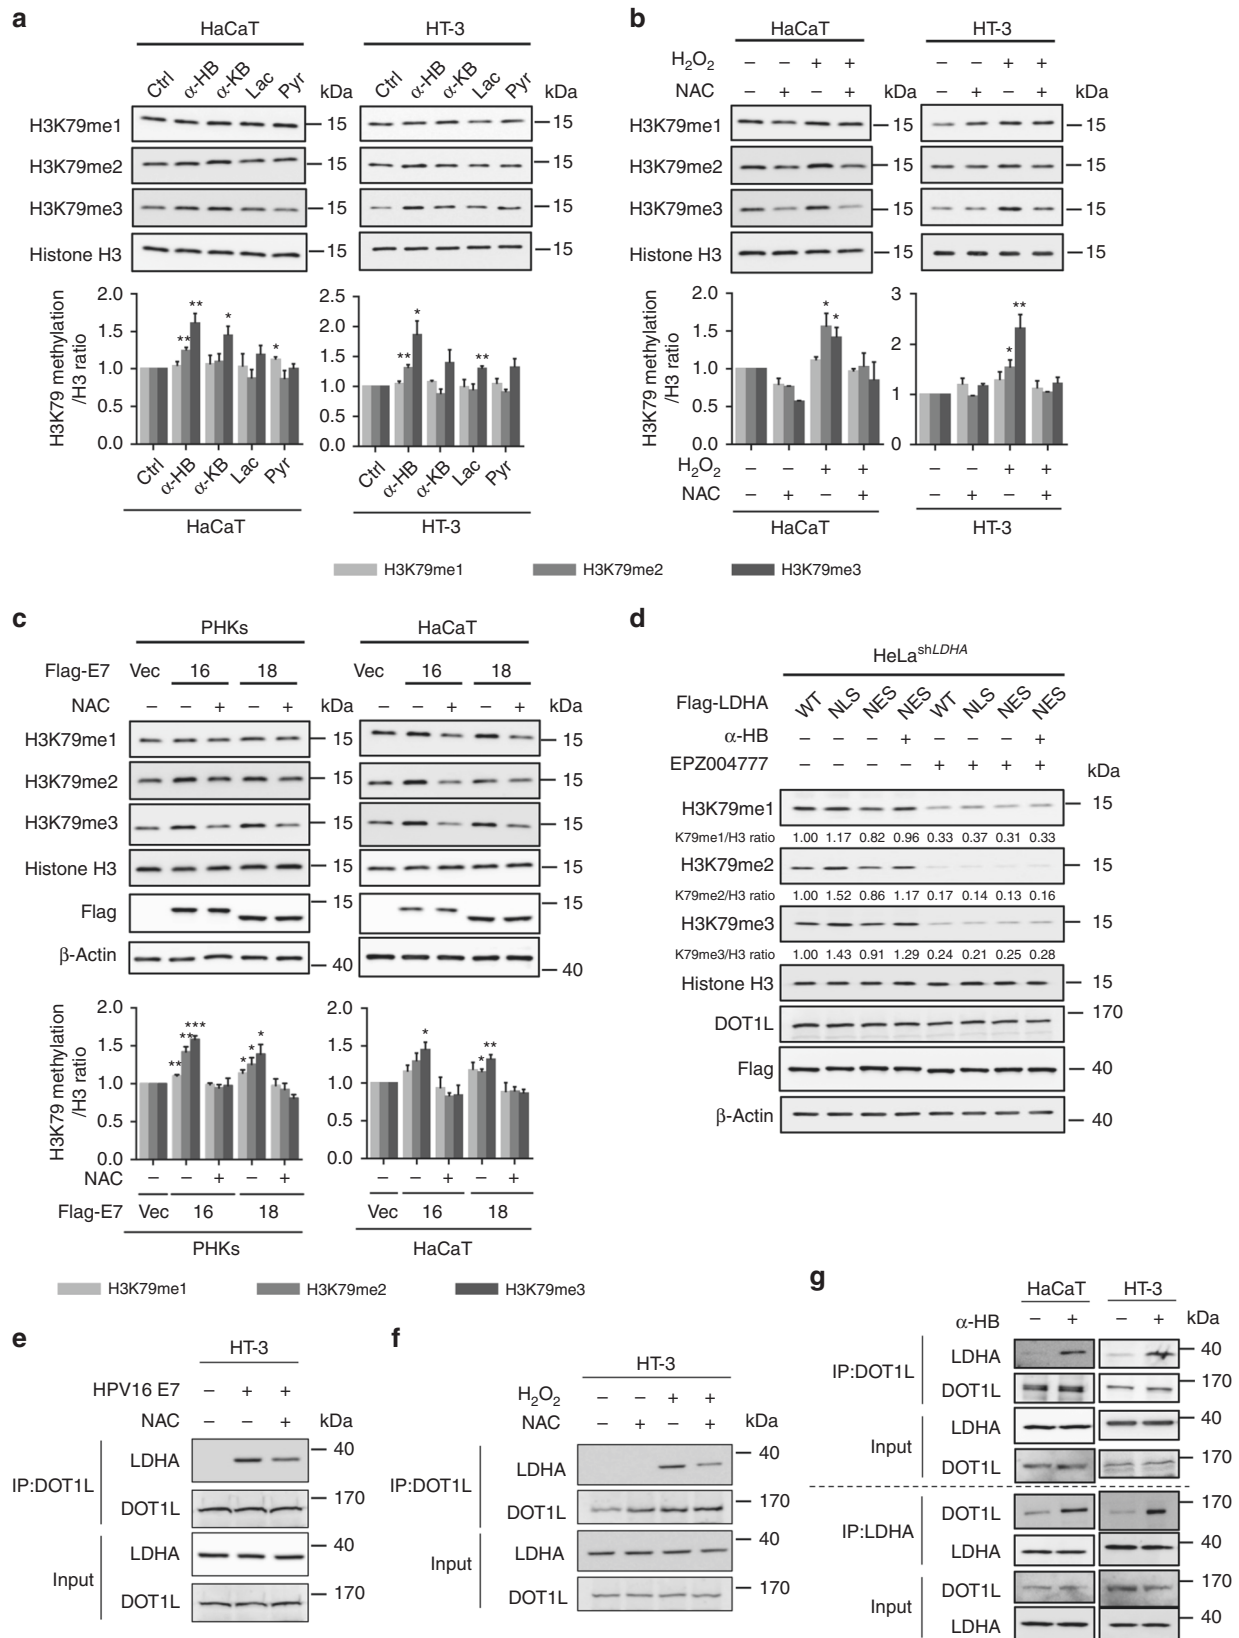 a
HaCaT HT-3
Ctrl α-HB α-KB Lac Pyr kDa Ctrl α-HB α-KB Lac Pyr kDa
H3K79me1 15 15
H3K79me2 15 15
H3K79me3 15 15
Histone H3 15 15
H3K79 methylation
/H3 ratio
2.0 1.5 1.0 0.5 0.0
** ** * *
2.5 2.0 1.5 1.0 0.5 0.0
** * **
Ctrl α-HB α-KB Lac Pyr Ctrl α-HB α-KB Lac Pyr
HaCaT HT-3
b
HaCaT HT-3
H2O2 – – + + – – + +
NAC – + – + kDa – + – + kDa
H3K79me1 15 15
H3K79me2 15 15
H3K79me3 15 15
Histone H3 15 15
H3K79 methylation
/H3 ratio
2.0 1.5 1.0 0.5 0.0
* *
3 2 1 0
* **
H2O2 – – + + – – + +
NAC – + – + – + – +
HaCaT HT-3
H3K79me1 H3K79me2 H3K79me3
c
PHKs HaCaT
Flag-E7 Vec 16 18 Vec 16 18
NAC – – + – + kDa – – + – + kDa
H3K79me1 15 15
H3K79me2 15 15
H3K79me3 15 15
Histone H3 15 15
Flag 15 15
β-Actin 40 40
H3K79 methylation
/H3 ratio
2.0 1.5 1.0 0.5 0.0
** ** *** * * *
2.0 1.5 1.0 0.5 0.0
* * **
NAC – – + – + – – + – +
Flag-E7 Vec 16 18 Vec 16 18
PHKs HaCaT
H3K79me1 H3K79me2 H3K79me3
d
HeLashLDHA
Flag-LDHA WT NLS NES NES WT NLS NES NES
α-HB – – – + – – – +
EPZ004777 – – – – + + + +
kDa
H3K79me1 15
K79me1/H3 ratio 1.00 1.17 0.82 0.96 0.33 0.37 0.31 0.33
H3K79me2 15
K79me2/H3 ratio 1.00 1.52 0.86 1.17 0.17 0.14 0.13 0.16
H3K79me3 15
K79me3/H3 ratio 1.00 1.43 0.91 1.29 0.24 0.21 0.25 0.28
Histone H3 15
DOT1L 170
Flag 40
β-Actin 40
e
HT-3
HPV16 E7 – + +
NAC – – + kDa
IP:DOT1L
LDHA 40
DOT1L 170
Input
LDHA 40
DOT1L 170
f
HT-3
H2O2 – – + +
NAC – + – + kDa
IP:DOT1L
LDHA 40
DOT1L 170
Input
LDHA 40
DOT1L 170
g
HaCaT HT-3
α-HB – + – + kDa
IP:DOT1L
LDHA 40
DOT1L 170
Input
LDHA 40
DOT1L 170
IP:LDHA
DOT1L 170
LDHA 40
Input
DOT1L 170
LDHA 40